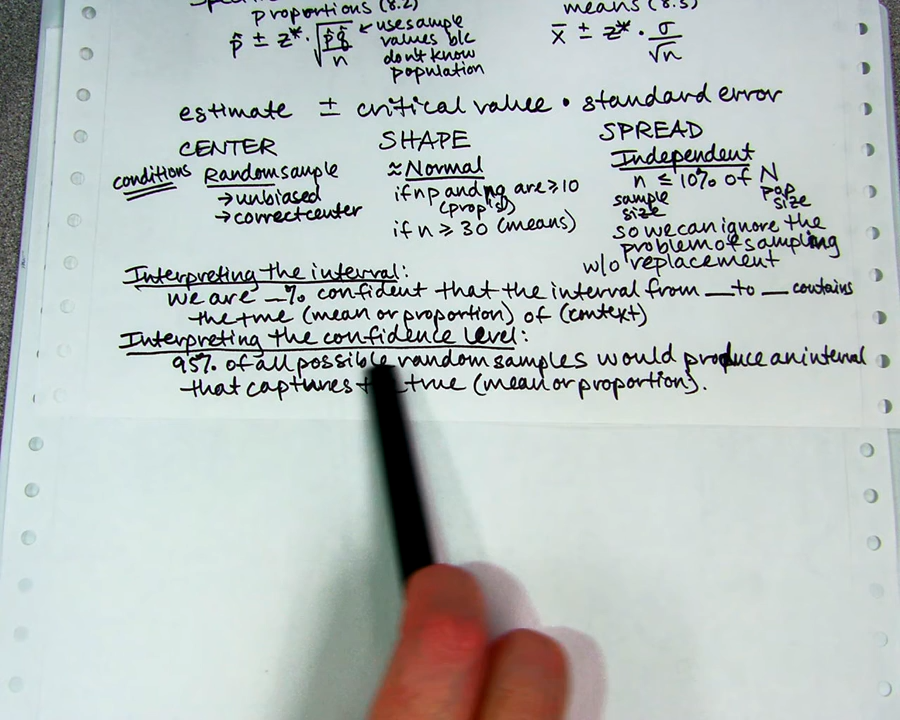 proportions (8.2)
means (8.3)
p̂ ± z* · √(p̂q̂/n) ← use sample
values b/c
don't know
population
x̄ ± z* · σ/√n
estimate ± critical value · standard error
CENTER
conditions Random sample
→ unbiased
→ correct center
SHAPE
≈ Normal
if np and nq are ≥ 10
(prop's)
if n ≥ 30 (means)
SPREAD
Independent
n ≤ 10% of N
sample size
pop size
so we can ignore the
problem of sampling
w/o replacement
Interpreting the interval:
we are __% confident that the interval from __ to __ contains
the true (mean or proportion) of (context)
Interpreting the confidence level:
95% of all possible random samples would produce an interval
that captures the true (mean or proportion).